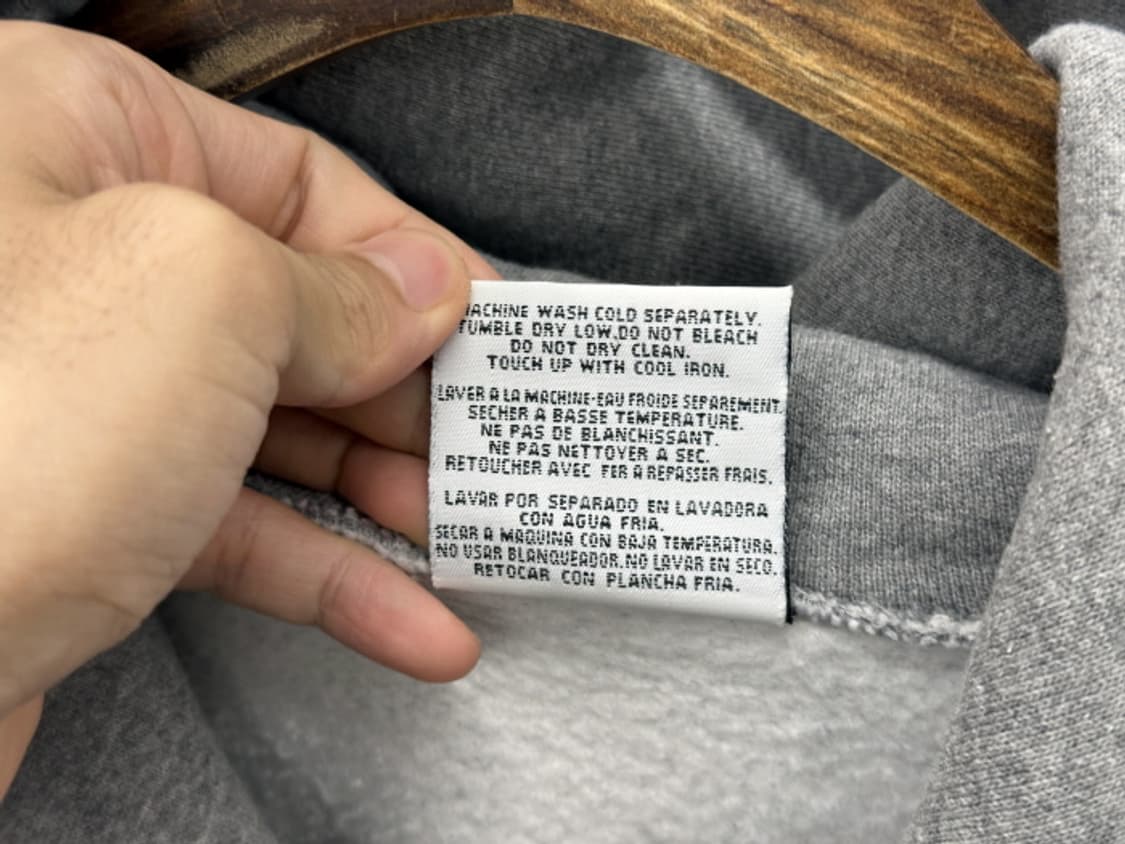 MACHINE WASH COLD SEPARATELY.
TUMBLE DRY LOW.DO NOT BLEACH
DO NOT DRY CLEAN.
TOUCH UP WITH COOL IRON.
LAVER A LA MACHINE-EAU FROIDE SEPAREMENT.
SECHER A BASSE TEMPERATURE.
NE PAS DE BLANCHISSANT.
NE PAS NETTOYER A SEC.
RETOUCHER AVEC FER A REPASSER FRAIS.
LAVAR POR SEPARADO EN LAVADORA
CON AGUA FRIA.
SECAR A MAQUINA CON BAJA TEMPERATURA.
NO USAR BLANQUEADOR.NO LAVAR EN SECO.
RETOCAR CON PLANCHA FRIA.